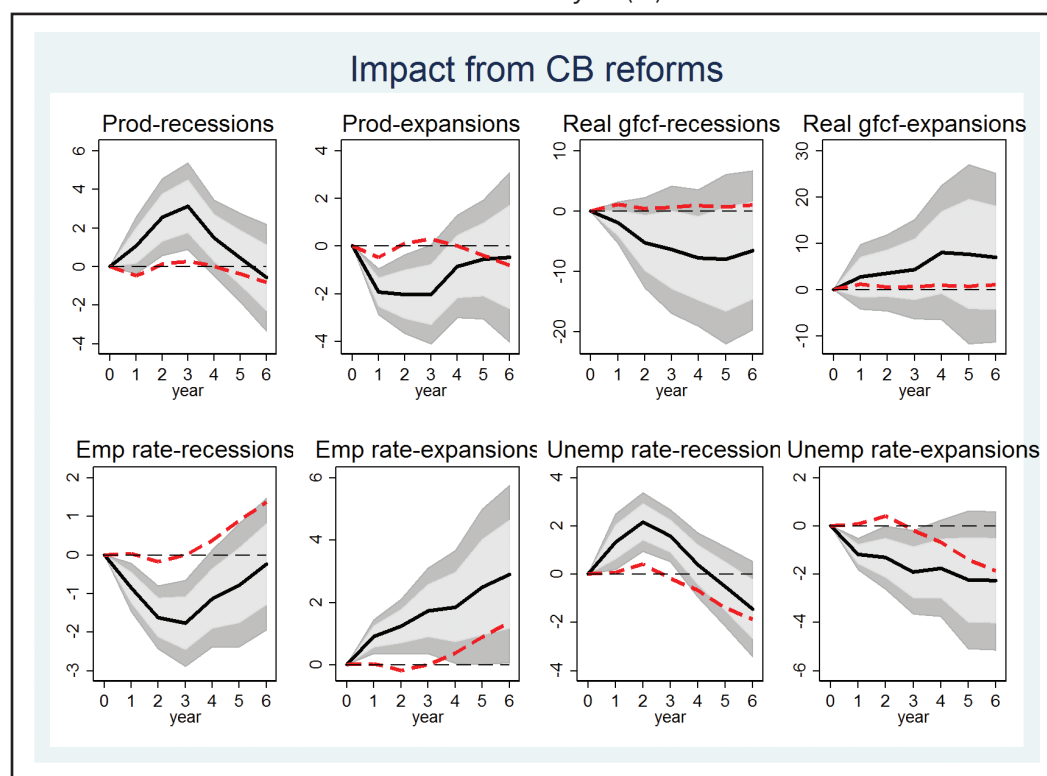 Impact from CB reforms
Prod-recessions
Prod-expansions
Real gfcf-recessions
Real gfcf-expansions
6
4
2
0
-2
-4
0 1 2 3 4 5 6
year
4
2
0
-2
-4
0 1 2 3 4 5 6
year
10
0
-10
-20
0 1 2 3 4 5 6
year
30
20
10
0
-10
0 1 2 3 4 5 6
year
Emp rate-recessions
Emp rate-expansions
Unemp rate-recession
Unemp rate-expansions
2
1
0
-1
-2
-3
0 1 2 3 4 5 6
year
6
4
2
0
0 1 2 3 4 5 6
year
4
2
0
-2
-4
0 1 2 3 4 5 6
year
2
0
-2
-4
-6
0 1 2 3 4 5 6
year